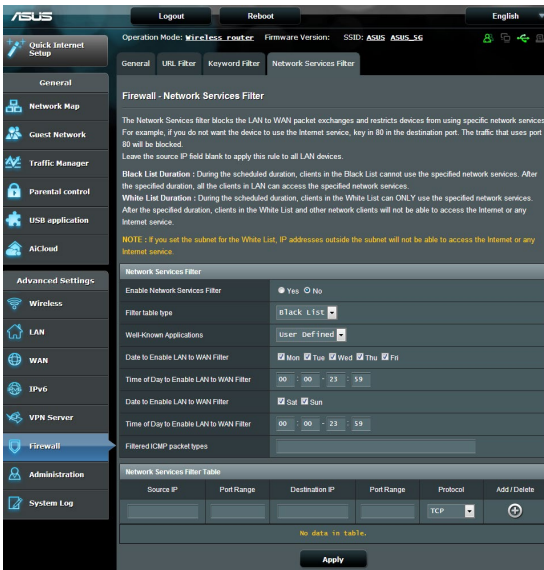 ASUS
Logout
Reboot
English
Quick Internet Setup
Operation Mode: Wireless router Firmware Version: SSID: ASUS ASUS_5G
General
URL Filter
Keyword Filter
Network Services Filter
General
Network Map
Guest Network
Traffic Manager
Parental control
USB application
AiCloud
Advanced Settings
Wireless
LAN
WAN
IPv6
VPN Server
Firewall
Administration
System Log
Firewall - Network Services Filter
The Network Services filter blocks the LAN to WAN packet exchanges and restricts devices from using specific network services.
For example, if you do not want the device to use the Internet service, key in 80 in the destination port. The traffic that uses port
80 will be blocked.
Leave the source IP field blank to apply this rule to all LAN devices.
Black List Duration : During the scheduled duration, clients in the Black List cannot use the specified network services. After
the specified duration, all the clients in LAN can access the specified network services.
White List Duration : During the scheduled duration, clients in the White List can ONLY use the specified network services.
After the specified duration, clients in the White List and other network clients will not be able to access the Internet or any
Internet service.
NOTE : If you set the subnet for the White List, IP addresses outside the subnet will not be able to access the Internet or any
Internet service.
Network Services Filter
Enable Network Services Filter Yes No
Filter table type Black List
Well-Known Applications User Defined
Date to Enable LAN to WAN Filter Mon Tue Wed Thu Fri
Time of Day to Enable LAN to WAN Filter 00 : 00 - 23 : 59
Date to Enable LAN to WAN Filter Sat Sun
Time of Day to Enable LAN to WAN Filter 00 : 00 - 23 : 59
Filtered ICMP packet types
Network Services Filter Table
Source IP Port Range Destination IP Port Range Protocol Add / Delete
TCP
No data in table.
Apply